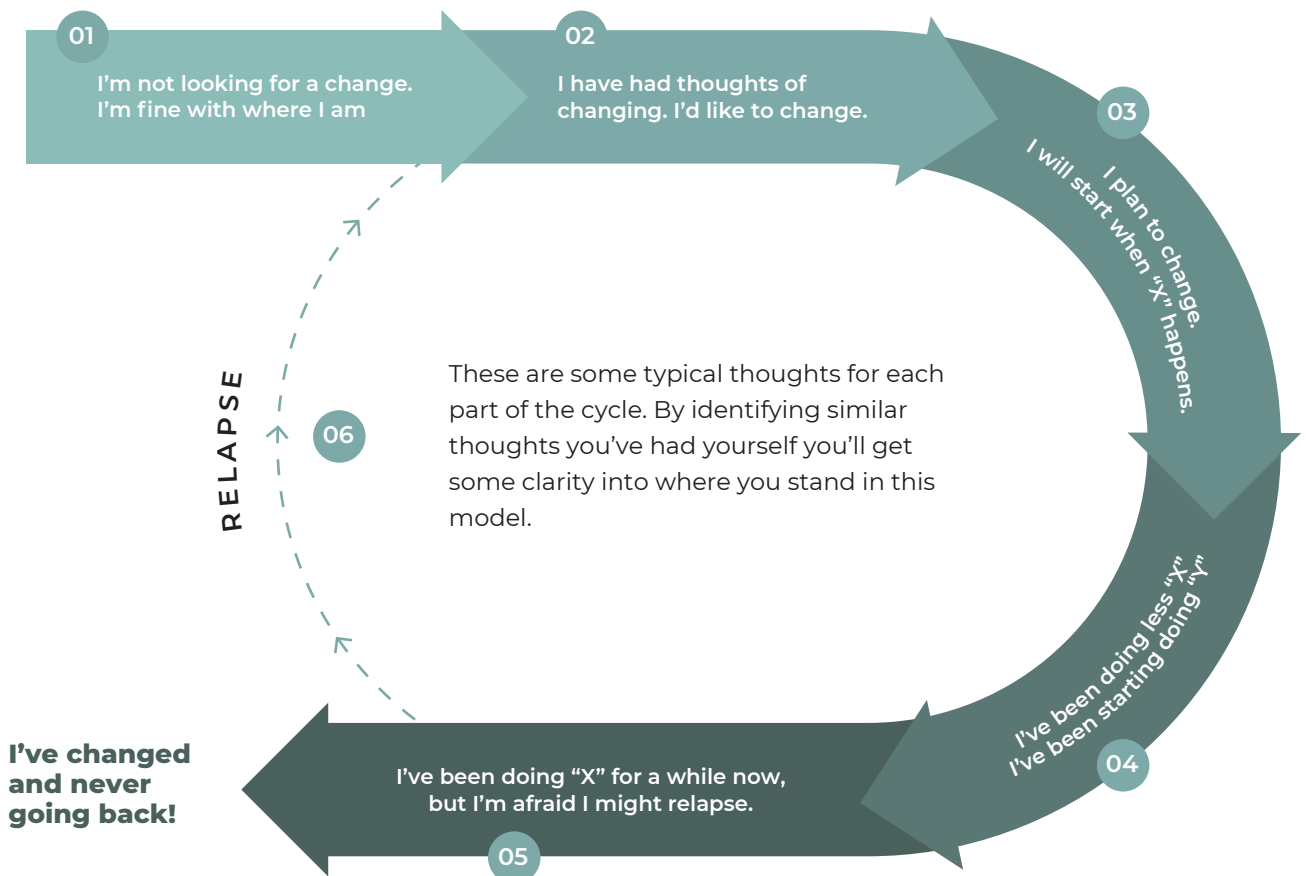 01
I’m not looking for a change.
I’m fine with where I am
02
I have had thoughts of
changing. I’d like to change.
03
I plan to change.
I will start when “X” happens.
These are some typical thoughts for each
part of the cycle. By identifying similar
thoughts you’ve had yourself you’ll get
some clarity into where you stand in this
model.
I’ve been doing less “X”
I’ve been starting doing “Y”
04
I’ve been doing “X” for a while now,
but I’m afraid I might relapse.
05
I’ve changed
and never
going back!
06
RELAPSE